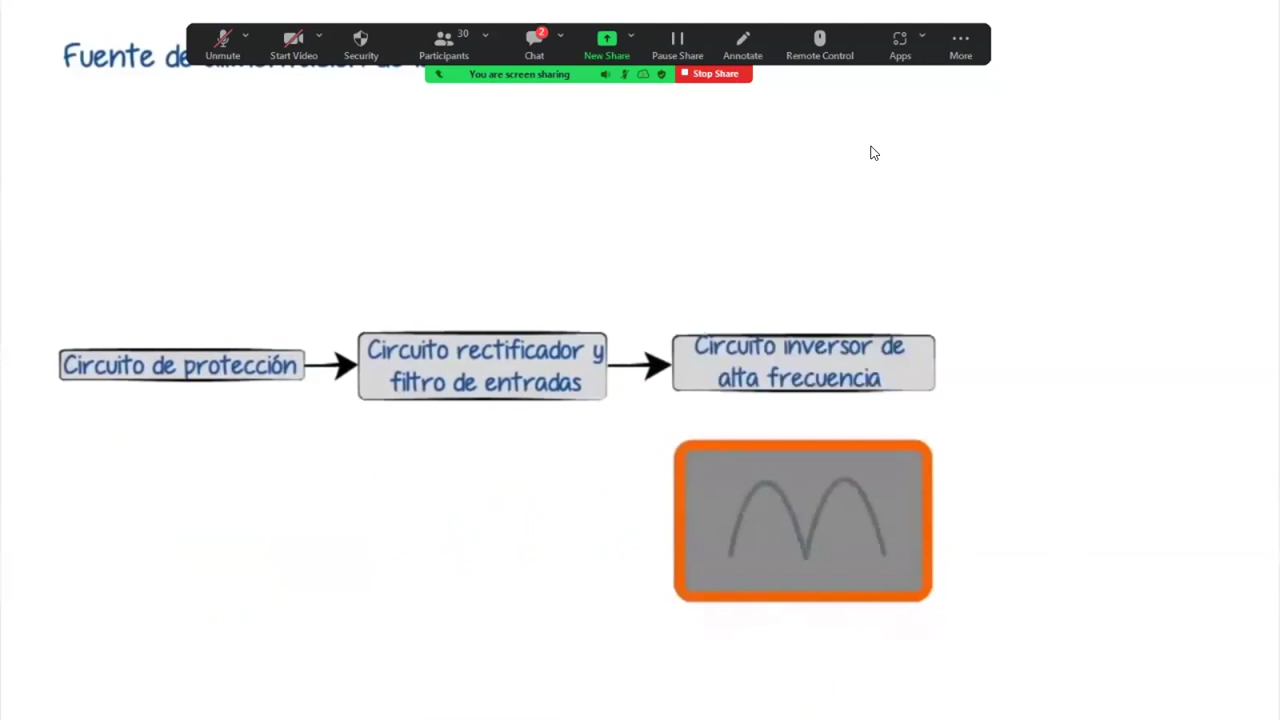 Unmute
Start Video
Security
Participants
30
Chat
2
New Share
Pause Share
Annotate
Remote Control
Apps
More
Fuente de
You are screen sharing
Stop Share
Circuito de protección
Circuito rectificador y
filtro de entradas
Circuito inversor de
alta frecuencia